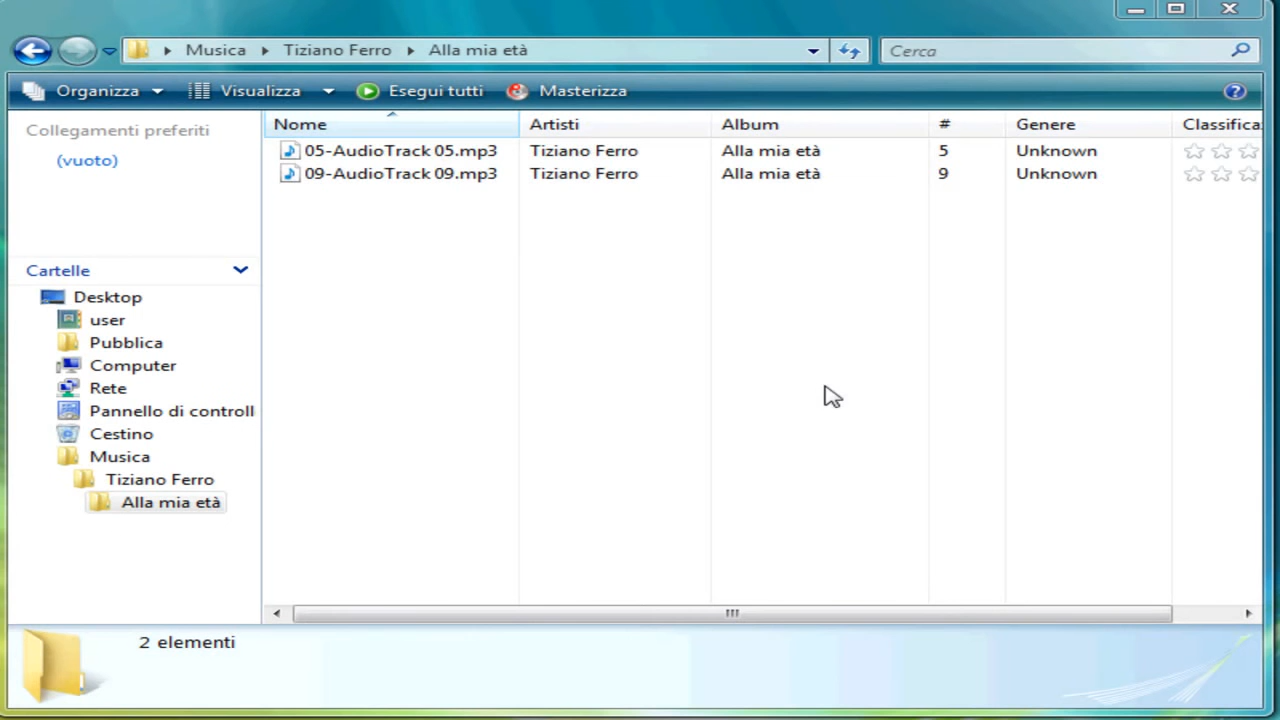 Musica ▸ Tiziano Ferro ▸ Alla mia età
Cerca
Organizza Visualizza Esegui tutti Masterizza
Collegamenti preferiti
(vuoto)
Cartelle
Desktop
user
Pubblica
Computer
Rete
Pannello di controll
Cestino
Musica
Tiziano Ferro
Alla mia età
Nome Artisti Album # Genere Classifica
05-AudioTrack 05.mp3 Tiziano Ferro Alla mia età 5 Unknown
09-AudioTrack 09.mp3 Tiziano Ferro Alla mia età 9 Unknown
2 elementi